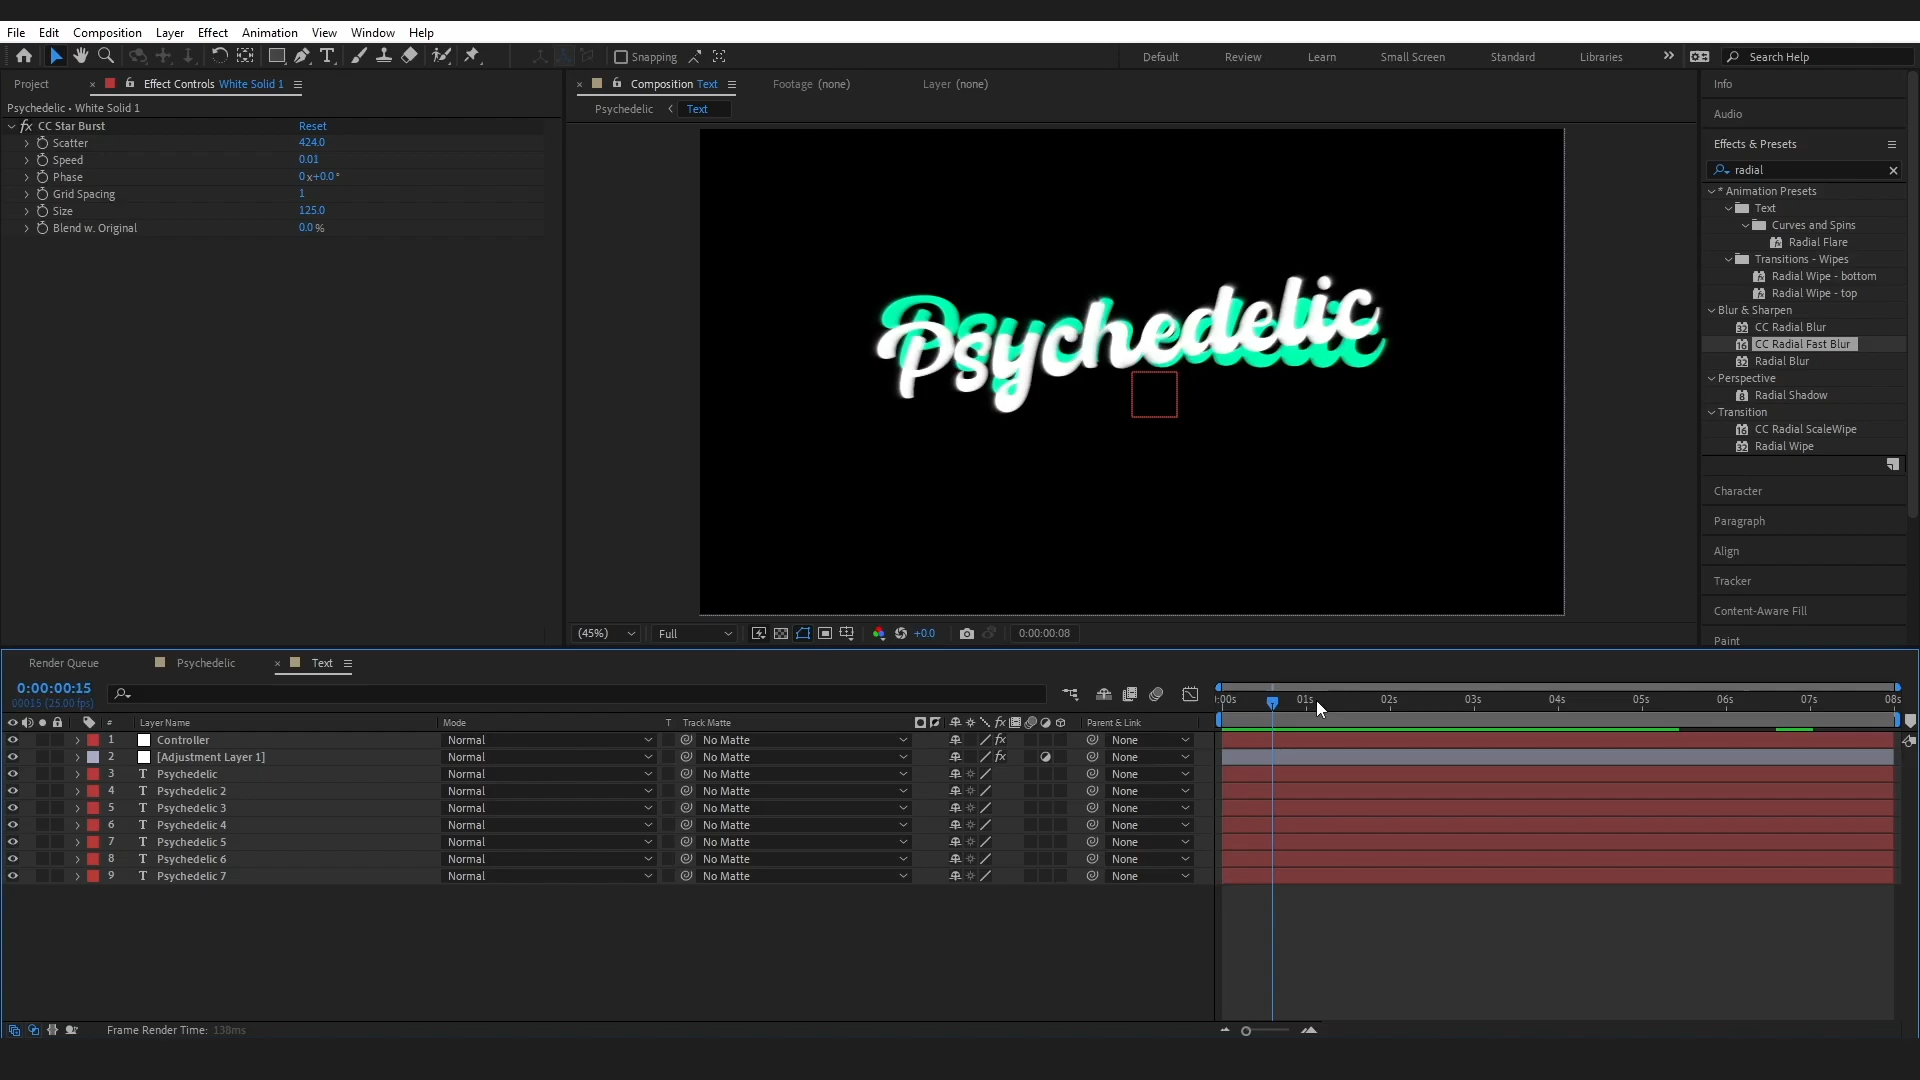 File Edit Composition Layer Effect Animation View Window Help
Snapping
Default Review Learn Small Screen Standard Libraries Search Help
Project Effect Controls White Solid 1
Psychedelic • White Solid 1
fx CC Star Burst Reset
Scatter 424.0
Speed 0.01
Phase 0x+0.0°
Grid Spacing 1
Size 125.0
Blend w. Original 0.0 %
Composition Text Footage (none) Layer (none)
Psychedelic Text
Psychedelic
Psychedelic
(45%) Full +0.0 0:00:00:08
Info
Audio
Effects & Presets
radial
* Animation Presets
Text
Curves and Spins
Radial Flare
Transitions - Wipes
Radial Wipe - bottom
Radial Wipe - top
Blur & Sharpen
32 CC Radial Blur
16 CC Radial Fast Blur
32 Radial Blur
Perspective
8 Radial Shadow
Transition
16 CC Radial ScaleWipe
32 Radial Wipe
Character
Paragraph
Align
Tracker
Content-Aware Fill
Paint
Render Queue Psychedelic Text
0:00:00:15
00015 (25.00 fps)
:00s 01s 02s 03s 04s 05s 06s 07s 08s
# Layer Name Mode T Track Matte fx Parent & Link
1 Controller Normal No Matte fx None
2 [Adjustment Layer 1] Normal No Matte fx None
3 T Psychedelic Normal No Matte None
4 T Psychedelic 2 Normal No Matte None
5 T Psychedelic 3 Normal No Matte None
6 T Psychedelic 4 Normal No Matte None
7 T Psychedelic 5 Normal No Matte None
8 T Psychedelic 6 Normal No Matte None
9 T Psychedelic 7 Normal No Matte None
Frame Render Time: 138ms